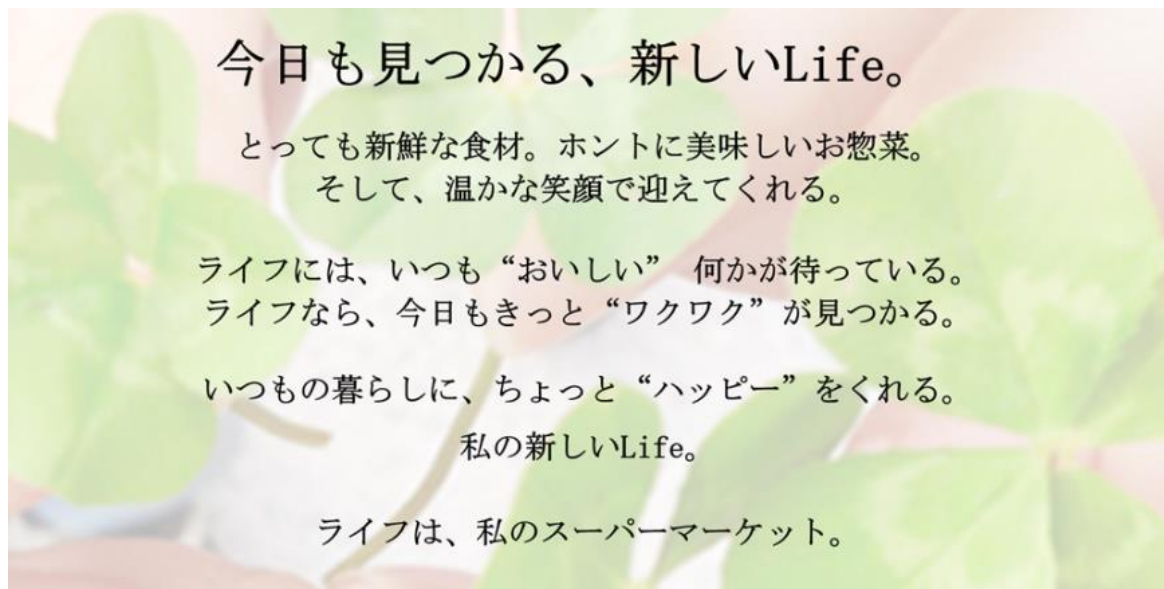 今日も見つかる、新しいLife。
とっても新鮮な食材。ホントに美味しいお惣菜。
そして、温かな笑顔で迎えてくれる。
ライフには、いつも“おいしい” 何かが待っている。
ライフなら、今日もきっと“ワクワク”が見つかる。
いつもの暮らしに、ちょっと“ハッピー”をくれる。
私の新しいLife。
ライフは、私のスーパーマーケット。